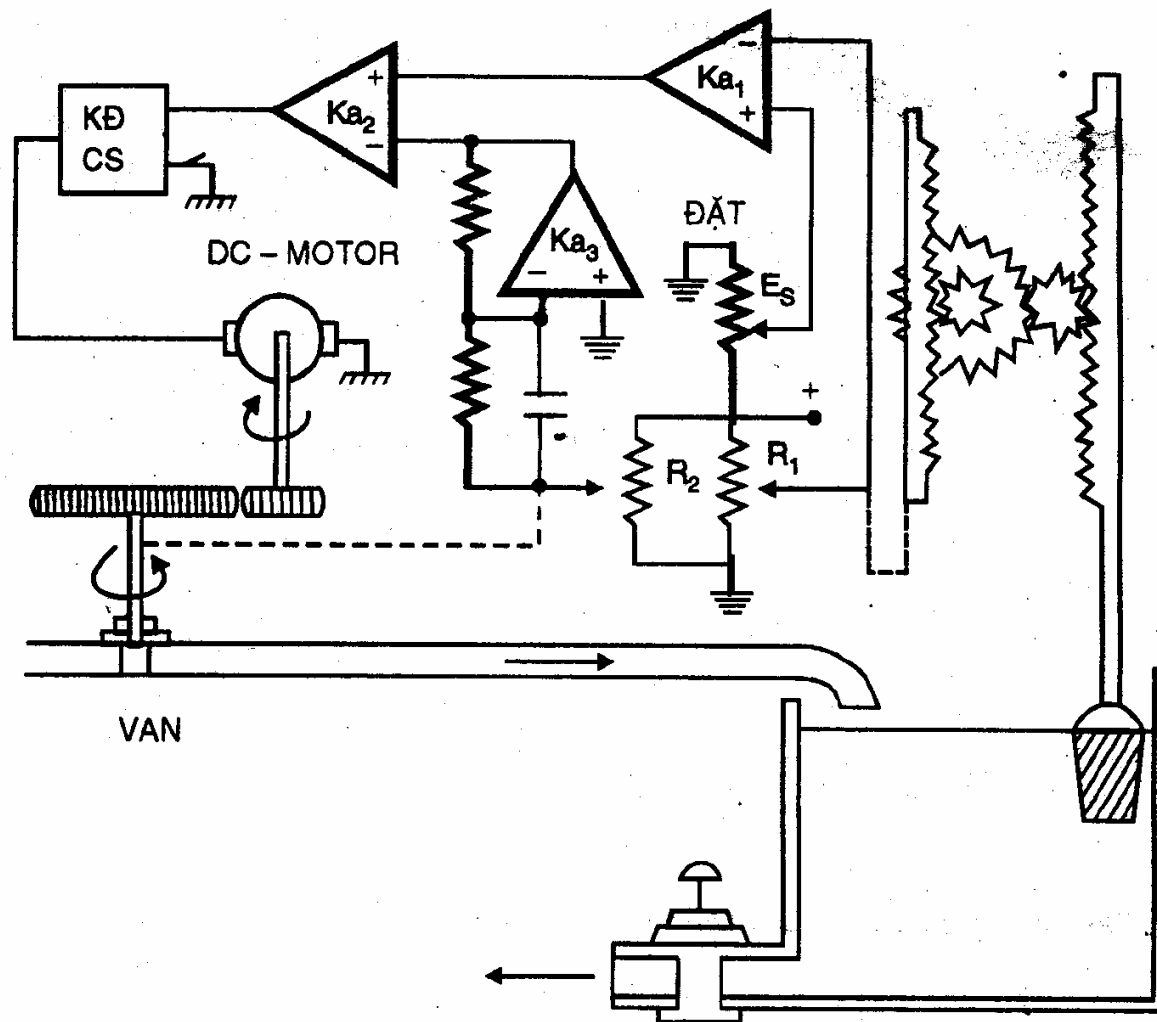 Ka1
−
+
Ka2
+
−
KĐ
CS
Ka3
−
+
ĐẶT
ES
DC – MOTOR
+
R2
R1
VAN